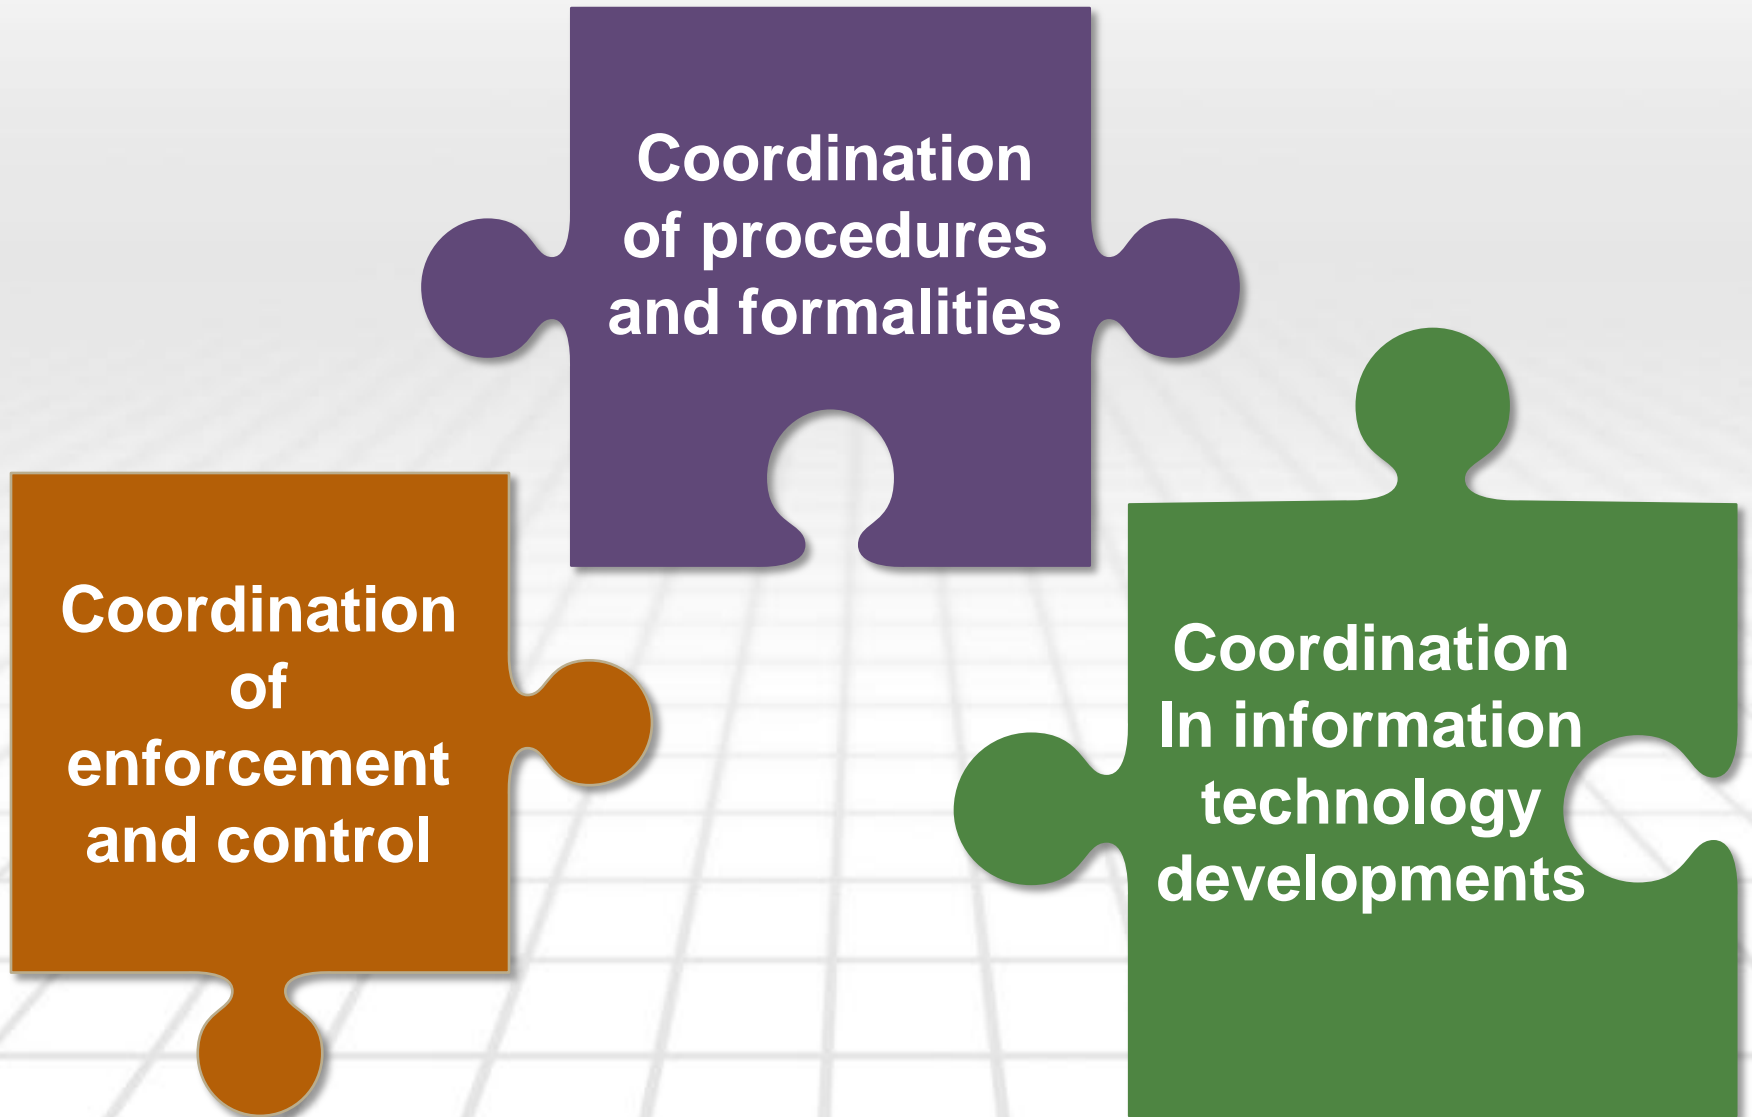 Coordination
of procedures
and formalities
Coordination
of
enforcement
and control
Coordination
In information
technology
developments